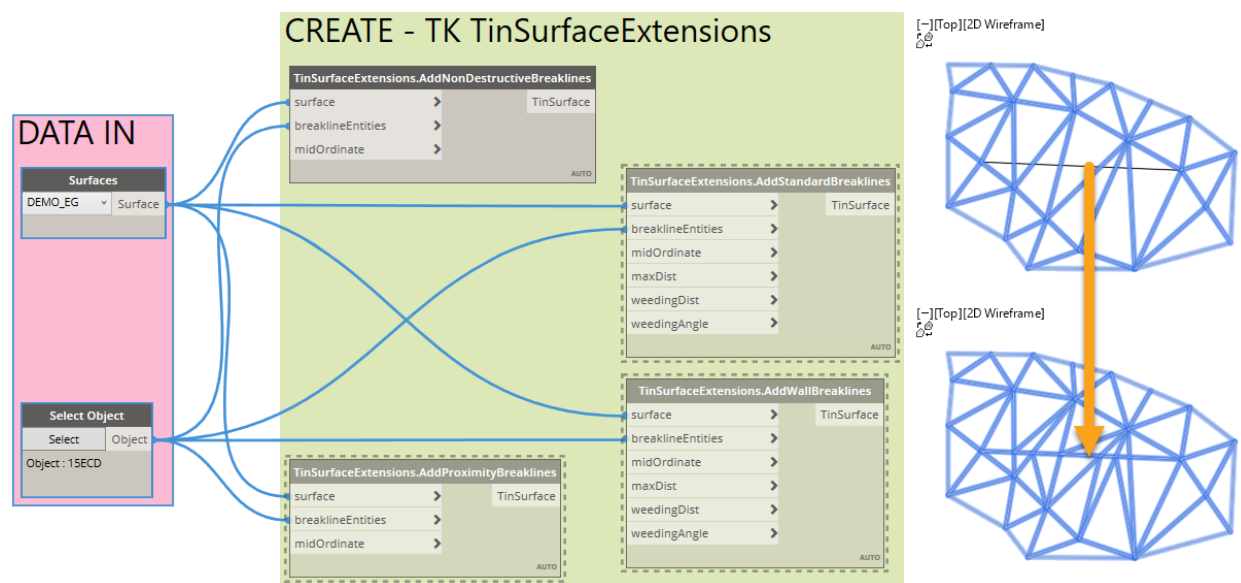 CREATE - TK TinSurfaceExtensions
DATA IN
Surfaces
DEMO_EG Surface
Select Object
Select Object
Object : 15ECD
TinSurfaceExtensions.AddNonDestructiveBreaklines
surface > TinSurface
breaklineEntities >
midOrdinate >
AUTO
TinSurfaceExtensions.AddStandardBreaklines
surface > TinSurface
breaklineEntities >
midOrdinate >
maxDist >
weedingDist >
weedingAngle >
AUTO
TinSurfaceExtensions.AddWallBreaklines
surface > TinSurface
breaklineEntities >
midOrdinate >
maxDist >
weedingDist >
weedingAngle >
AUTO
TinSurfaceExtensions.AddProximityBreaklines
surface > TinSurface
breaklineEntities >
midOrdinate >
AUTO
[−][Top][2D Wireframe]
[−][Top][2D Wireframe]